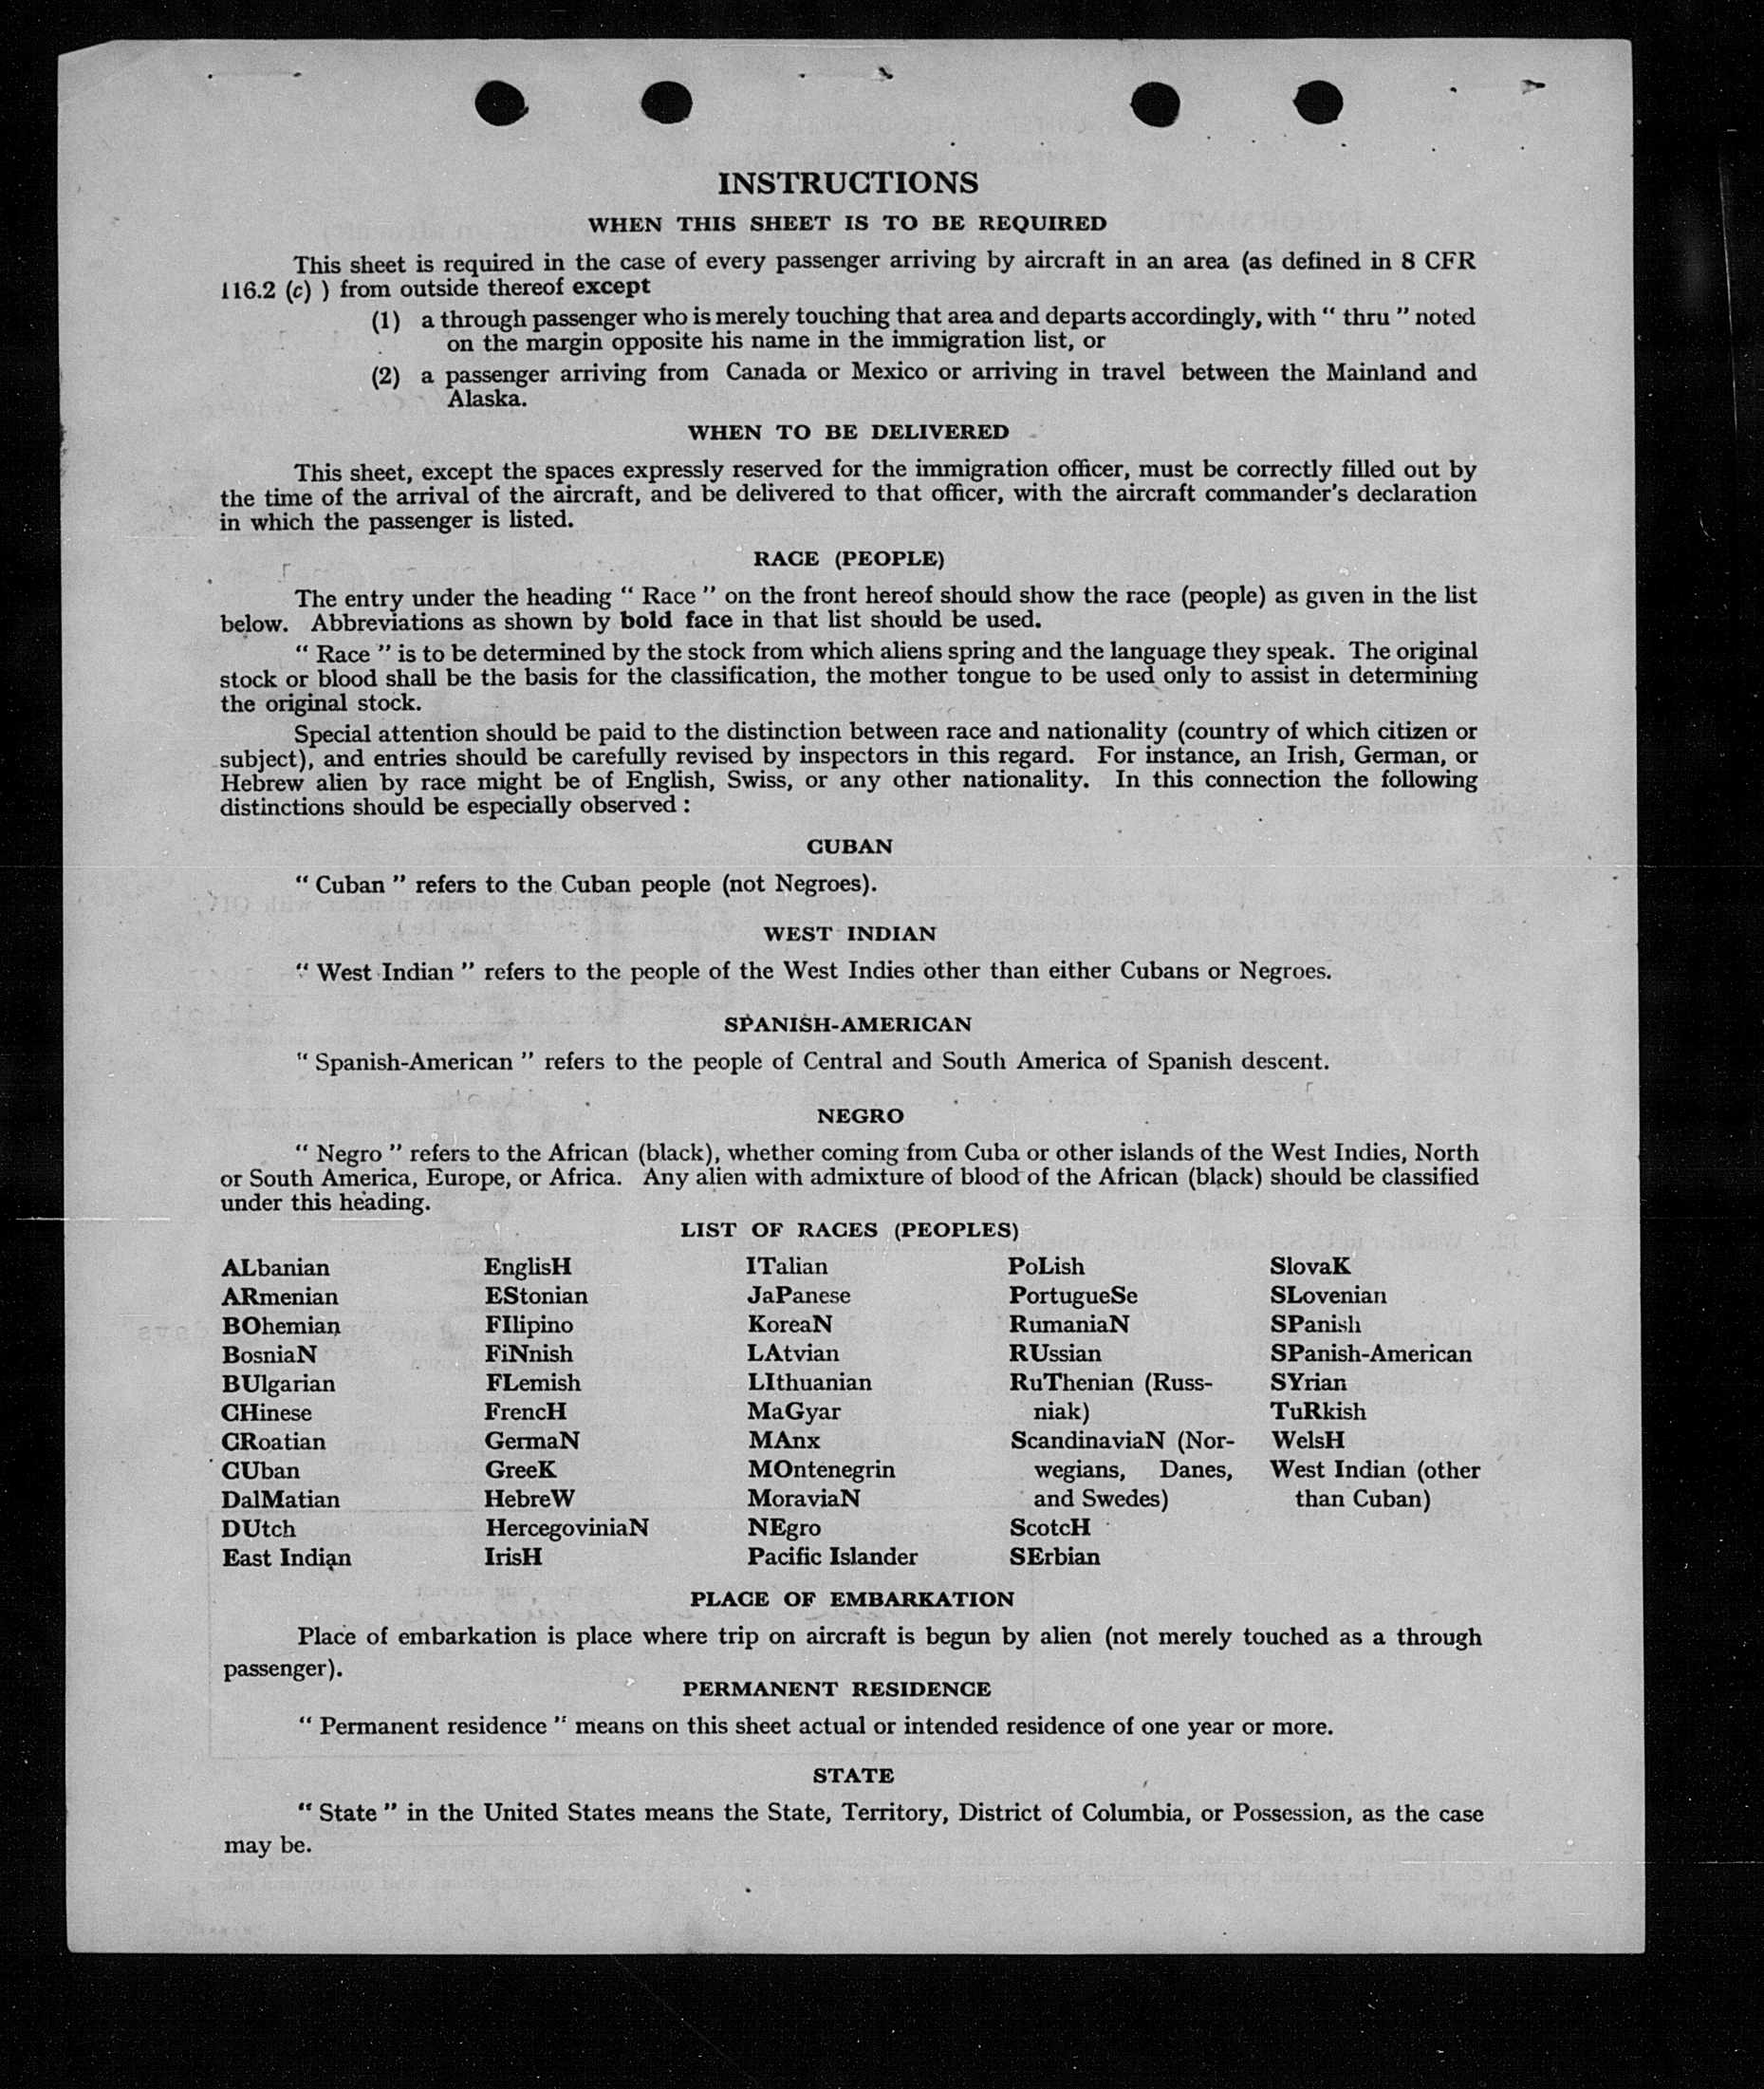 INSTRUCTIONS
WHEN THIS SHEET IS TO BE REQUIRED
This sheet is required in the case of every passenger arriving by aircraft in an area (as defined in 8 CFR
116.2 (c) ) from outside thereof except
(1) a through passenger who is merely touching that area and departs accordingly, with “ thru ” noted
on the margin opposite his name in the immigration list, or
(2) a passenger arriving from Canada or Mexico or arriving in travel between the Mainland and
Alaska.
WHEN TO BE DELIVERED
This sheet, except the spaces expressly reserved for the immigration officer, must be correctly filled out by
the time of the arrival of the aircraft, and be delivered to that officer, with the aircraft commander's declaration
in which the passenger is listed.
RACE (PEOPLE)
The entry under the heading “ Race ” on the front hereof should show the race (people) as given in the list
below. Abbreviations as shown by bold face in that list should be used.
“ Race ” is to be determined by the stock from which aliens spring and the language they speak. The original
stock or blood shall be the basis for the classification, the mother tongue to be used only to assist in determining
the original stock.
Special attention should be paid to the distinction between race and nationality (country of which citizen or
subject), and entries should be carefully revised by inspectors in this regard. For instance, an Irish, German, or
Hebrew alien by race might be of English, Swiss, or any other nationality. In this connection the following
distinctions should be especially observed :
CUBAN
“ Cuban ” refers to the Cuban people (not Negroes).
WEST INDIAN
“ West Indian ” refers to the people of the West Indies other than either Cubans or Negroes.
SPANISH-AMERICAN
“ Spanish-American ” refers to the people of Central and South America of Spanish descent.
NEGRO
“ Negro ” refers to the African (black), whether coming from Cuba or other islands of the West Indies, North
or South America, Europe, or Africa. Any alien with admixture of blood of the African (black) should be classified
under this heading.
LIST OF RACES (PEOPLES)
ALbanian
ARmenian
BOhemian
BosniaN
BUlgarian
CHinese
CRoatian
CUban
DalMatian
DUtch
East Indian
EnglisH
EStonian
FIlipino
FiNnish
FLemish
FrencH
GermaN
GreeK
HebreW
HercegoviniaN
IrisH
ITalian
JaPanese
KoreaN
LAtvian
LIthuanian
MaGyar
MAnx
MOntenegrin
MoraviaN
NEgro
Pacific Islander
PoLish
PortugueSe
RumaniaN
RUssian
RuThenian (Russ-
niak)
ScandinaviaN (Nor-
wegians, Danes,
and Swedes)
ScotcH
SErbian
SlovaK
SLovenian
SPanish
SPanish-American
SYrian
TuRkish
WelsH
West Indian (other
than Cuban)
PLACE OF EMBARKATION
Place of embarkation is place where trip on aircraft is begun by alien (not merely touched as a through
passenger).
PERMANENT RESIDENCE
“ Permanent residence ” means on this sheet actual or intended residence of one year or more.
STATE
“ State ” in the United States means the State, Territory, District of Columbia, or Possession, as the case
may be.